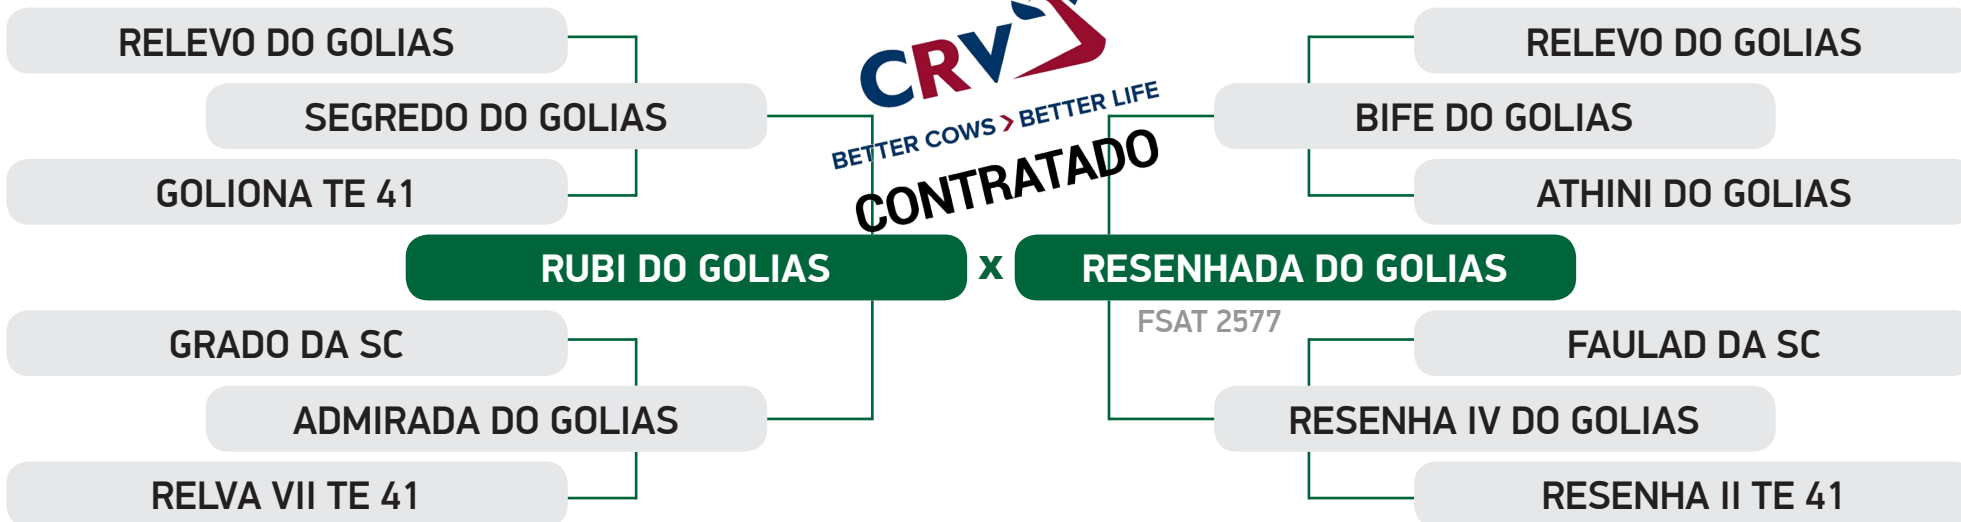 RELEVO DO GOLIAS
SEGREDO DO GOLIAS
GOLIONA TE 41
RUBI DO GOLIAS
GRADO DA SC
ADMIRADA DO GOLIAS
RELVA VII TE 41
CRV
BETTER COWS > BETTER LIFE
CONTRATADO
X
RELEVO DO GOLIAS
BIFE DO GOLIAS
ATHINI DO GOLIAS
RESENHADA DO GOLIAS
FSAT 2577
FAULAD DA SC
RESENHA IV DO GOLIAS
RESENHA II TE 41